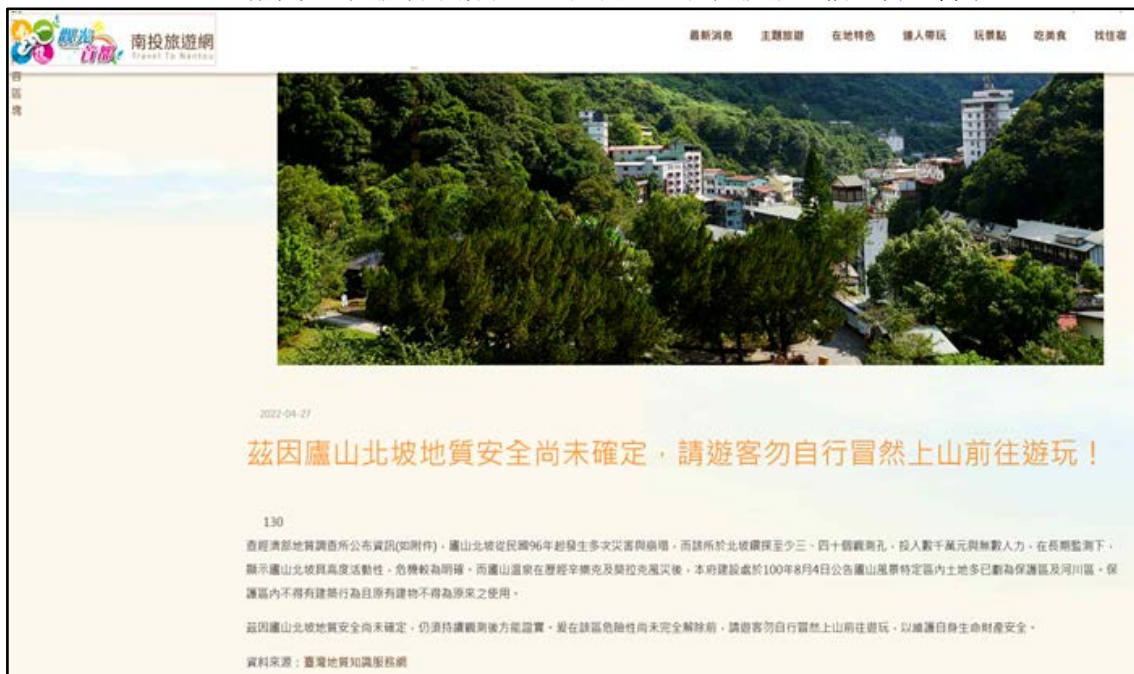 觀光
首都
南投旅遊網
Travel To Nantou
最新消息
主題旅遊
在地特色
達人帶玩
玩景點
吃美食
找住宿
容
區
塊
2022-04-27
茲因廬山北坡地質安全尚未確定，請遊客勿自行冒然上山前往遊玩！
130
查經濟部地質調查所公布資訊(如附件)，廬山北坡從民國96年起發生多次災害與崩塌，而該所於北坡鑽探至少三、四十個觀測孔，投入數千萬元與無數人力，在長期監測下，
顯示廬山北坡具高度活動性，危機較為明確。而廬山溫泉在歷經辛樂克及莫拉克風災後，本府建設處於100年8月4日公告廬山風景特定區內土地多已劃為保護區及河川區。保
護區內不得有建築行為且原有建物不得為原來之使用。
茲因廬山北坡地質安全尚未確定，仍須持續觀測後方能證實。爰在該區危險性尚未完全解除前，請遊客勿自行冒然上山前往遊玩，以維護自身生命財產安全。
資料來源：臺灣地質知識服務網